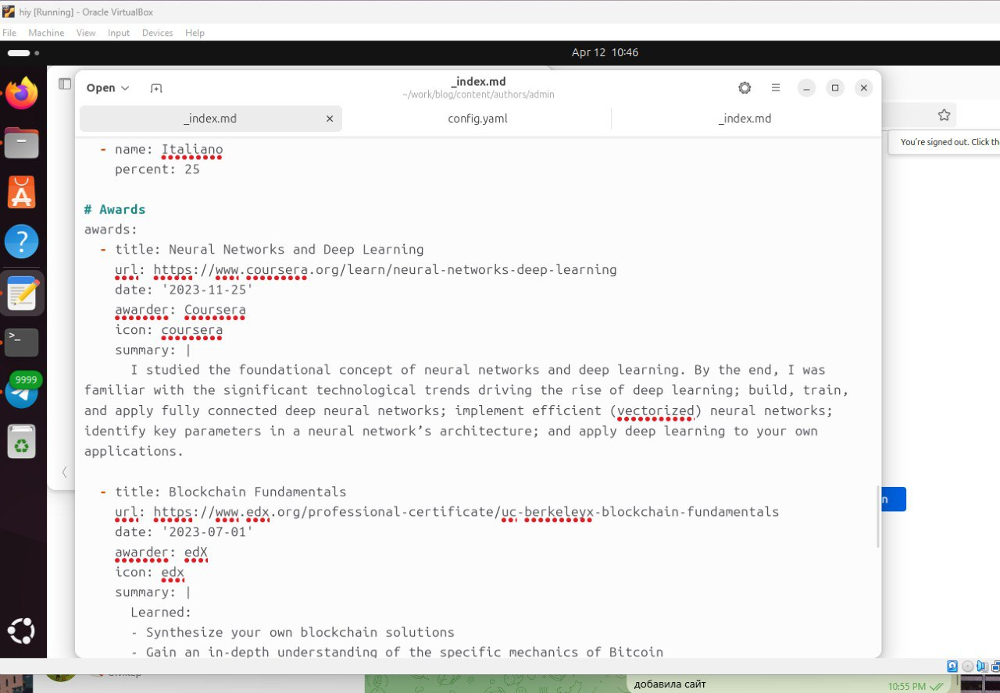 hiy [Running] - Oracle VirtualBox
File Machine View Input Devices Help
Apr 12 10:46
Open
_index.md
~/work/blog/content/authors/admin
_index.md
config.yaml
_index.md
You're signed out. Click th
- name: Italiano
percent: 25
# Awards
awards:
- title: Neural Networks and Deep Learning
url: https://www.coursera.org/learn/neural-networks-deep-learning
date: '2023-11-25'
awarder: Coursera
icon: coursera
summary: |
I studied the foundational concept of neural networks and deep learning. By the end, I was
familiar with the significant technological trends driving the rise of deep learning; build, train,
and apply fully connected deep neural networks; implement efficient (vectorized) neural networks;
identify key parameters in a neural network’s architecture; and apply deep learning to your own
applications.
- title: Blockchain Fundamentals
url: https://www.edx.org/professional-certificate/uc-berkeleyx-blockchain-fundamentals
date: '2023-07-01'
awarder: edX
icon: edx
summary: |
Learned:
- Synthesize your own blockchain solutions
- Gain an in-depth understanding of the specific mechanics of Bitcoin
9999
n
добавила сайт
10:55 PM